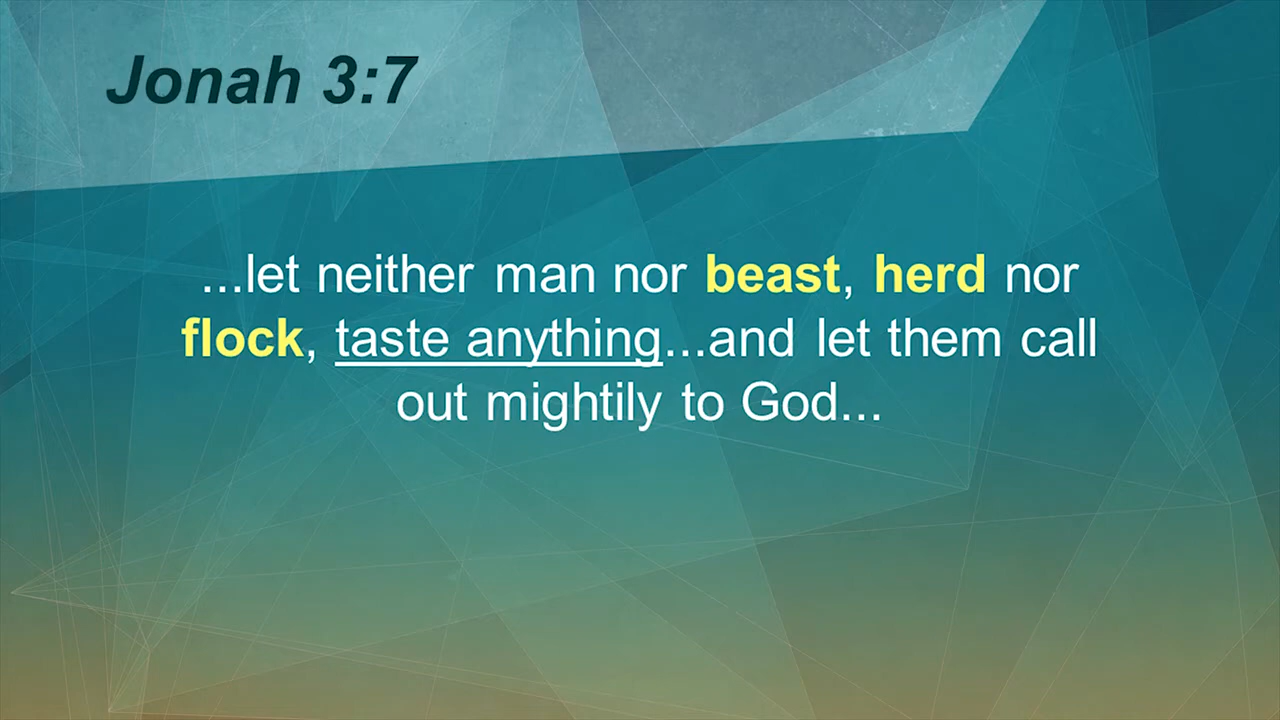 Jonah 3:7
...let neither man nor beast, herd nor
flock, taste anything...and let them call
out mightily to God...